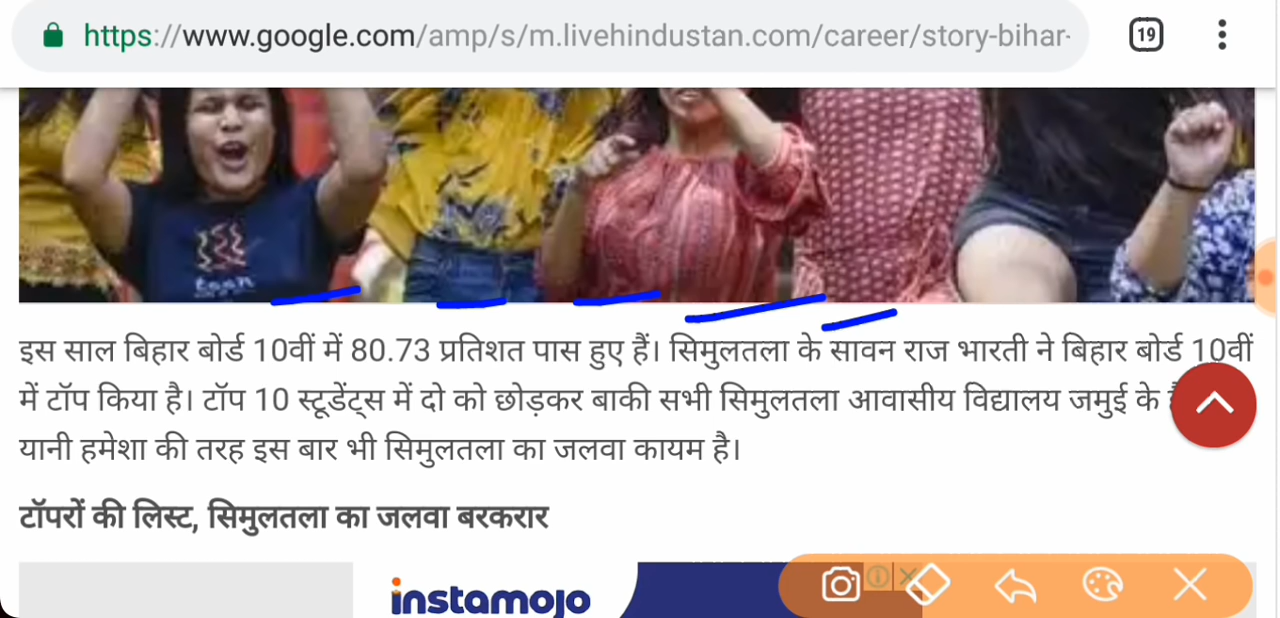 https://www.google.com/amp/s/m.livehindustan.com/career/story-bihar-
19
इस साल बिहार बोर्ड 10वीं में 80.73 प्रतिशत पास हुए हैं। सिमुलतला के सावन राज भारती ने बिहार बोर्ड 10वीं
में टॉप किया है। टॉप 10 स्टूडेंट्स में दो को छोड़कर बाकी सभी सिमुलतला आवासीय विद्यालय जमुई के
यानी हमेशा की तरह इस बार भी सिमुलतला का जलवा कायम है।
टॉपरों की लिस्ट, सिमुलतला का जलवा बरकरार
instamojo